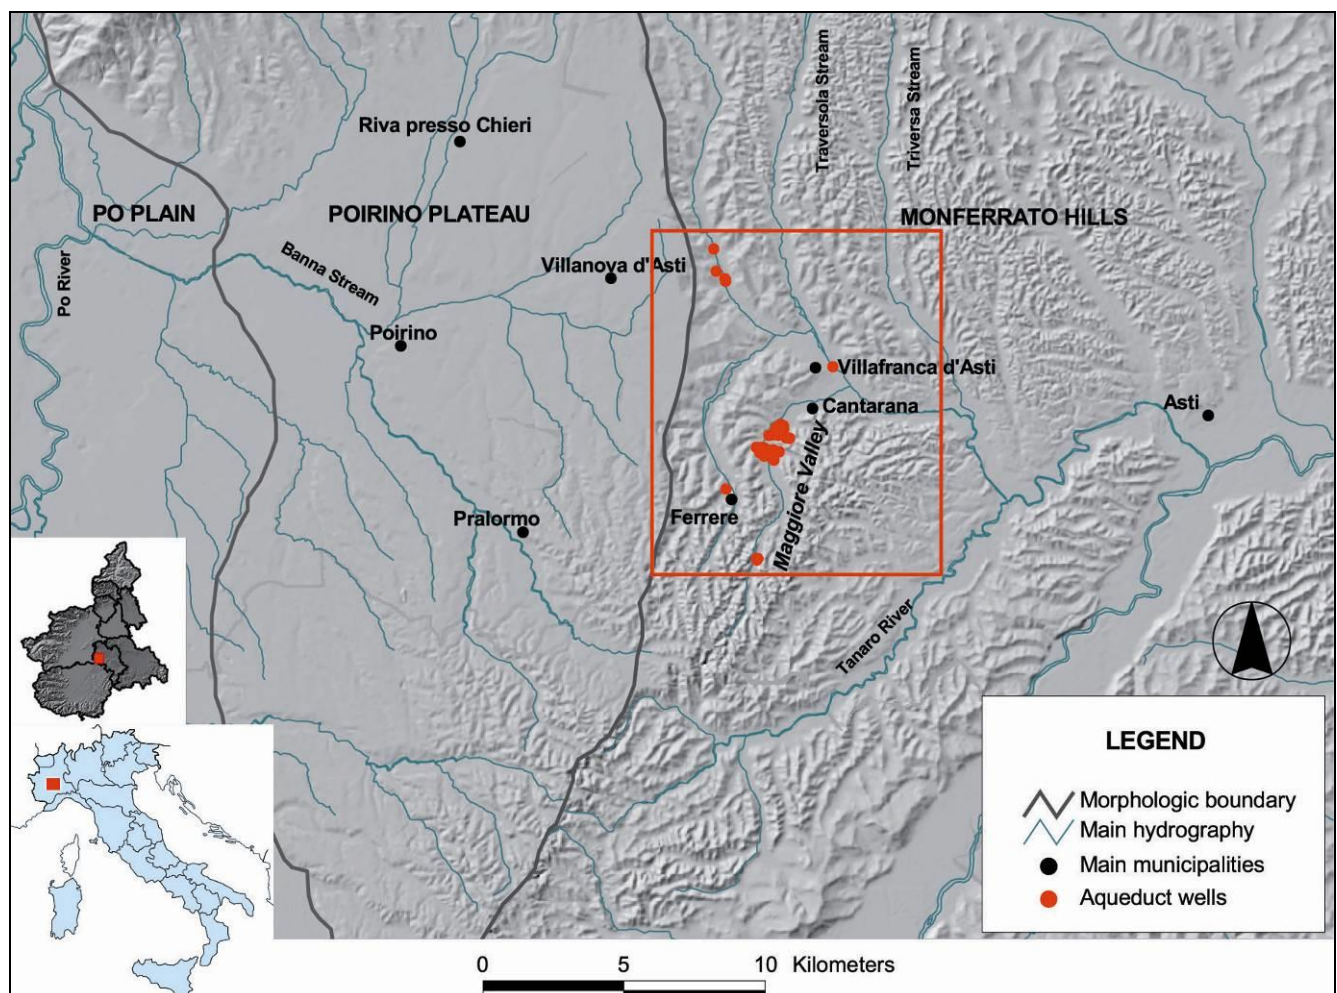 Traversola Stream
Triversa Stream
Riva presso Chieri
PO PLAIN
POIRINO PLATEAU
MONFERRATO HILLS
Banna Stream
Villanova d'Asti
Po River
Poirino
Villafranca d'Asti
Cantarana
Asti
Maggiore Valley
Ferrere
Pralormo
Tanaro River
LEGEND
Morphologic boundary
Main hydrography
Main municipalities
Aqueduct wells
0 5 10 Kilometers